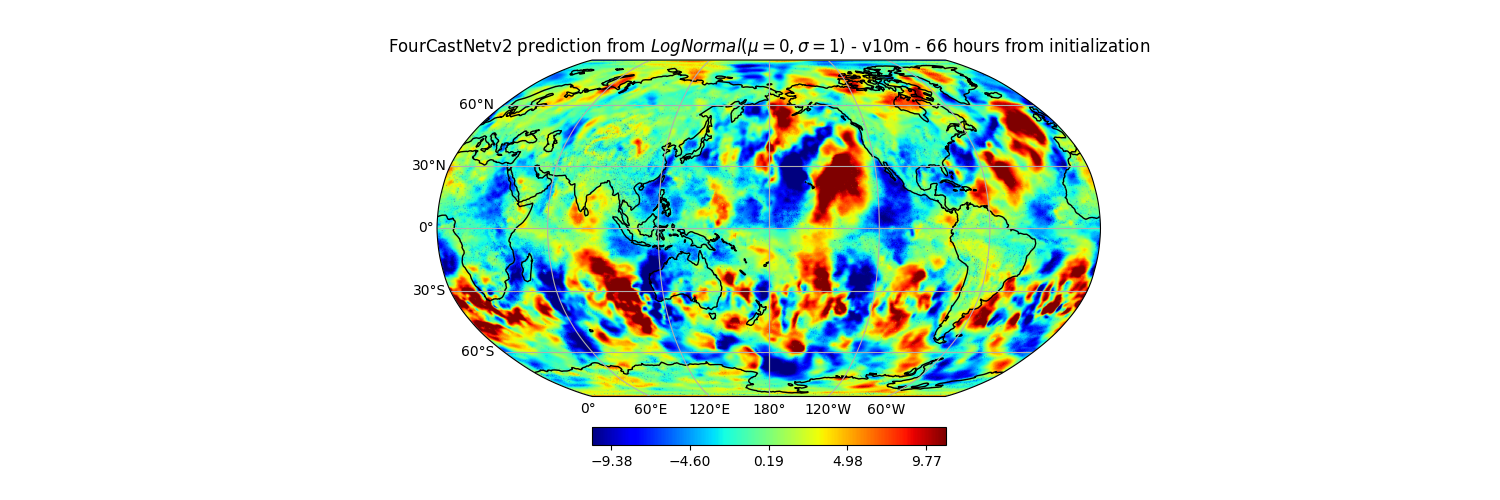 FourCastNetv2 prediction from LogNormal(μ = 0, σ = 1) - v10m - 66 hours from initialization
60°N
30°N
0°
30°S
60°S
0° 60°E 120°E 180° 120°W 60°W
−9.38 −4.60 0.19 4.98 9.77